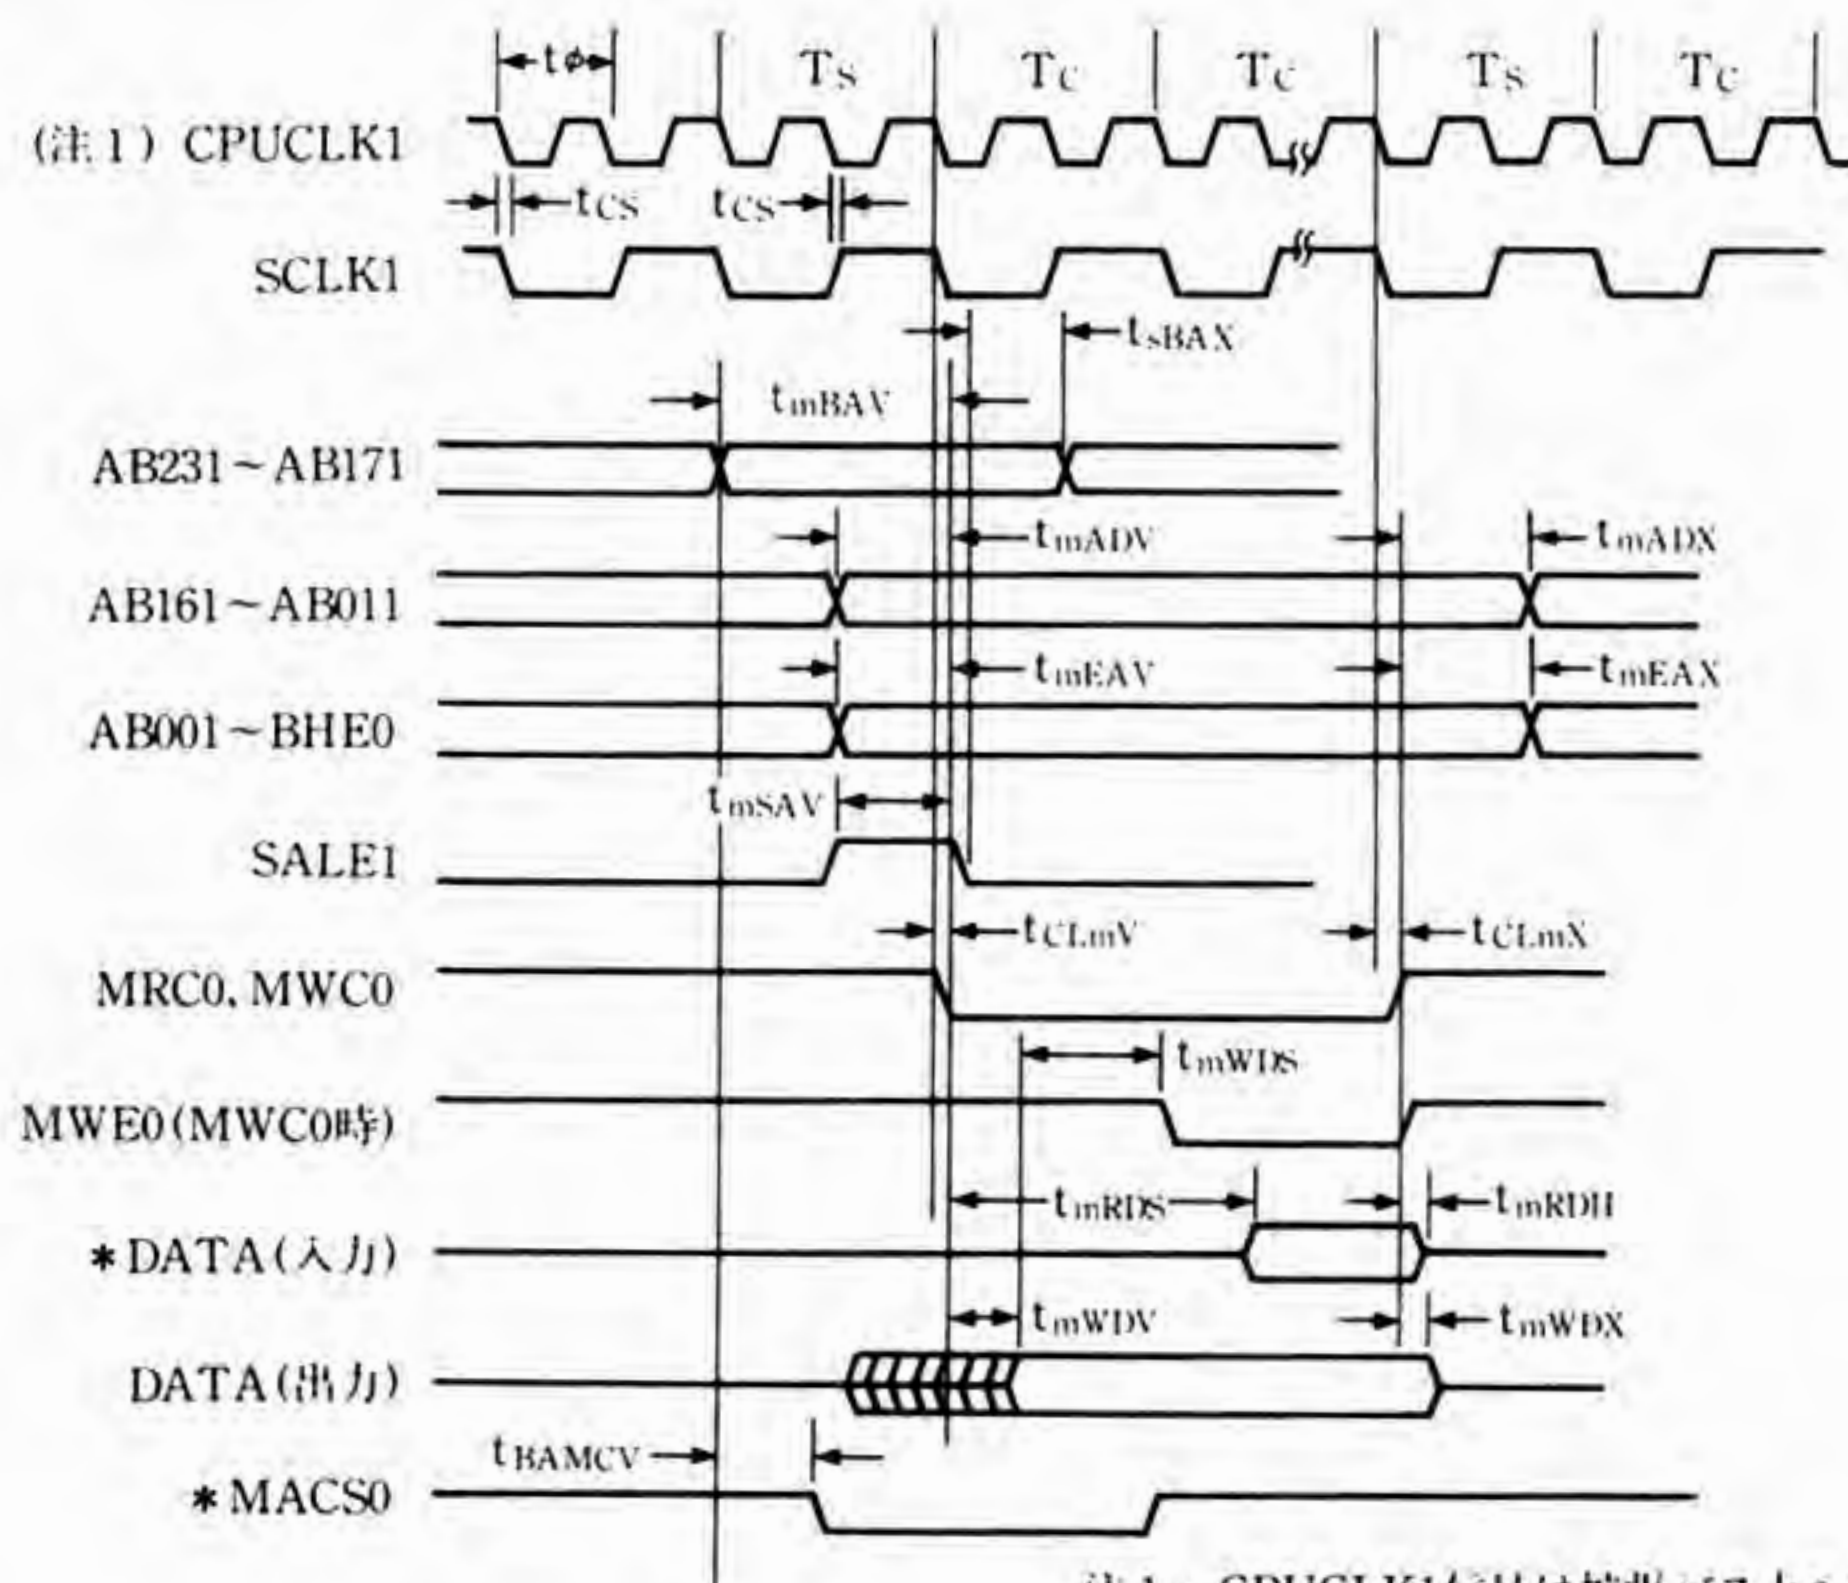 tφ TS TC TC TS TC
(注1) CPUCLK1
tCS tCS
SCLK1
tsBAX
tmBAV
AB231~AB171
tmADV tmADX
AB161~AB011
tmEAV tmEAX
AB001~BHE0
tmSAV
SALE1
tCLmV tCLmX
MRC0, MWC0
tmWDS
MWE0(MWC0時)
tmRDS tmRDH
*DATA(入力)
tmWDV tmWDX
DATA(出力)
tBAMCV
*MACS0